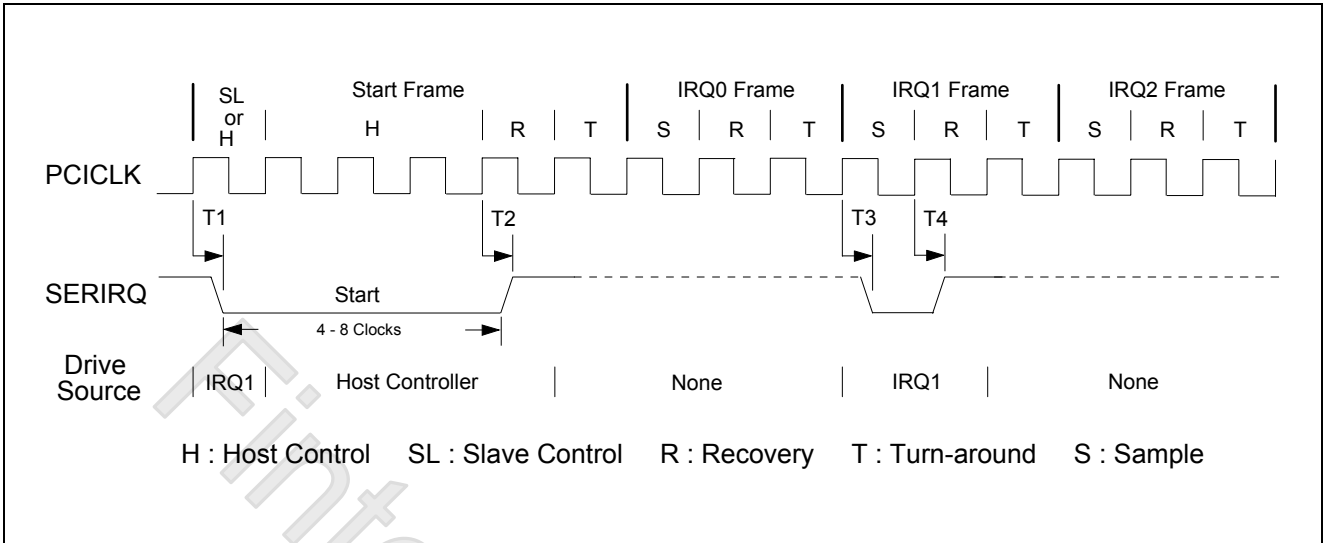 SL or H
Start Frame
IRQ0 Frame
IRQ1 Frame
IRQ2 Frame
H
R
T
S
R
T
S
R
T
S
R
T
PCICLK
T1
T2
T3
T4
SERIRQ
Start
4 - 8 Clocks
Drive Source
IRQ1
Host Controller
None
IRQ1
None
H : Host Control SL : Slave Control R : Recovery T : Turn-around S : Sample